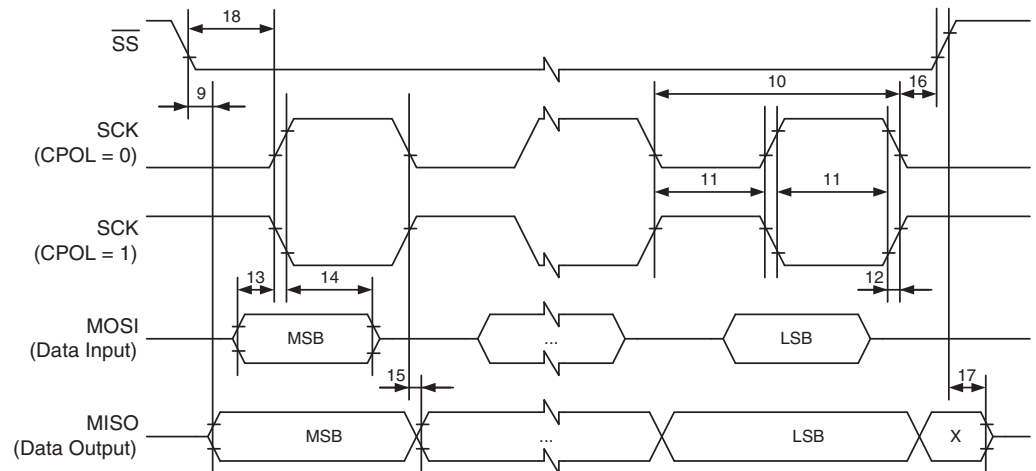 18
SS
9
10
16
SCK
(CPOL = 0)
11
11
SCK
(CPOL = 1)
13
14
12
MOSI
(Data Input)
MSB
...
LSB
15
17
MISO
(Data Output)
MSB
...
LSB
X